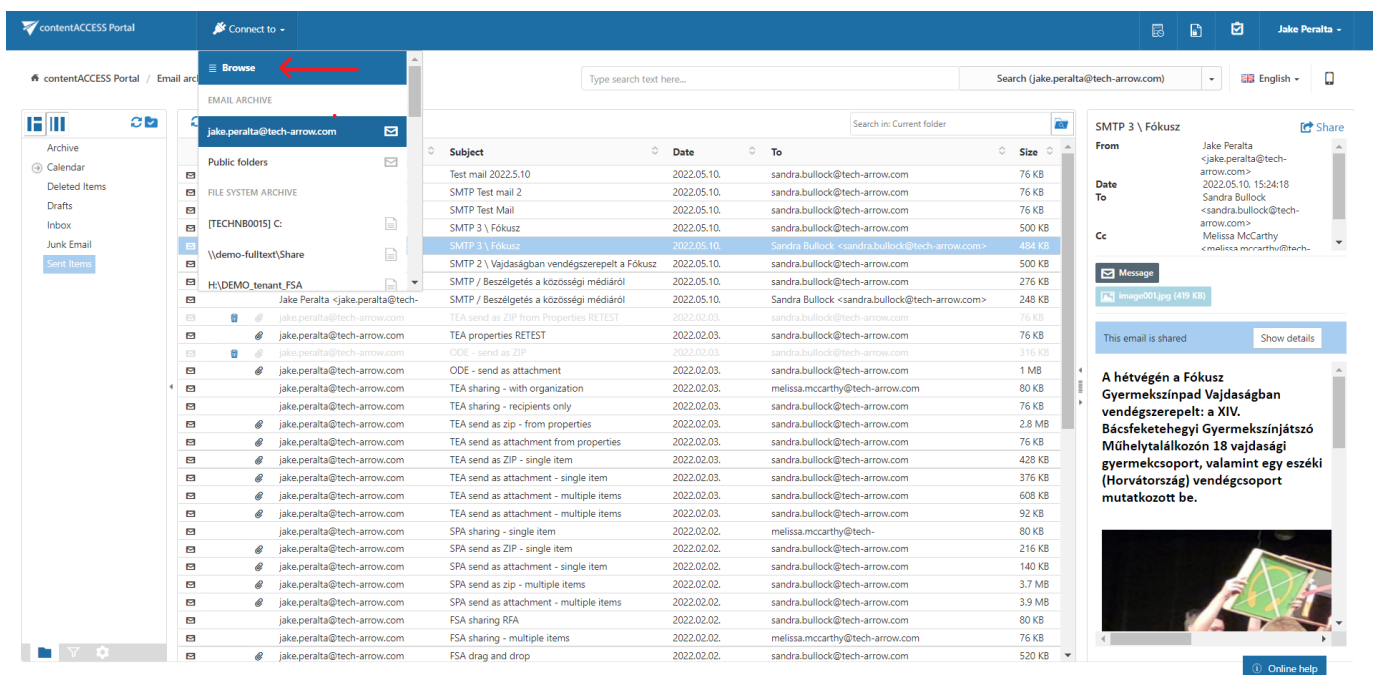 contentACCESS Portal
Connect to
Jake Peralta
Browse
contentACCESS Portal / Email arc
Type search text here...
Search (jake.peralta@tech-arrow.com)
English
EMAIL ARCHIVE
jake.peralta@tech-arrow.com
Public folders
FILE SYSTEM ARCHIVE
[TECHNB0015] C:
\\demo-fulltext\Share
H:\DEMO_tenant_FSA
Archive
Calendar
Deleted Items
Drafts
Inbox
Junk Email
Sent Items
Search in: Current folder
Subject Date To Size
Test mail 2022.5.10 2022.05.10. sandra.bullock@tech-arrow.com 76 KB
SMTP Test mail 2 2022.05.10. sandra.bullock@tech-arrow.com 76 KB
SMTP Test Mail 2022.05.10. sandra.bullock@tech-arrow.com 76 KB
SMTP 3 \ Fókusz 2022.05.10. sandra.bullock@tech-arrow.com 500 KB
SMTP 3 \ Fókusz 2022.05.10. Sandra Bullock <sandra.bullock@tech-arrow.com> 484 KB
SMTP 2 \ Vajdaságban vendégszerepelt a Fókusz 2022.05.10. sandra.bullock@tech-arrow.com 500 KB
SMTP / Beszélgetés a közösségi médiáról 2022.05.10. sandra.bullock@tech-arrow.com 276 KB
Jake Peralta <jake.peralta@tech- SMTP / Beszélgetés a közösségi médiáról 2022.05.10. Sandra Bullock <sandra.bullock@tech-arrow.com> 248 KB
jake.peralta@tech-arrow.com TEA send as ZIP from Properties RETEST 2022.02.03. sandra.bullock@tech-arrow.com 76 KB
jake.peralta@tech-arrow.com TEA properties RETEST 2022.02.03. sandra.bullock@tech-arrow.com 76 KB
jake.peralta@tech-arrow.com ODE - send as ZIP 2022.02.03. sandra.bullock@tech-arrow.com 316 KB
jake.peralta@tech-arrow.com ODE - send as attachment 2022.02.03. sandra.bullock@tech-arrow.com 1 MB
jake.peralta@tech-arrow.com TEA sharing - with organization 2022.02.03. melissa.mccarthy@tech-arrow.com 80 KB
jake.peralta@tech-arrow.com TEA sharing - recipients only 2022.02.03. sandra.bullock@tech-arrow.com 76 KB
jake.peralta@tech-arrow.com TEA send as zip - from properties 2022.02.03. sandra.bullock@tech-arrow.com 2.8 MB
jake.peralta@tech-arrow.com TEA send as attachment from properties 2022.02.03. sandra.bullock@tech-arrow.com 76 KB
jake.peralta@tech-arrow.com TEA send as ZIP - single item 2022.02.03. sandra.bullock@tech-arrow.com 428 KB
jake.peralta@tech-arrow.com TEA send as attachment - single item 2022.02.03. sandra.bullock@tech-arrow.com 376 KB
jake.peralta@tech-arrow.com TEA send as attachment - multiple items 2022.02.03. sandra.bullock@tech-arrow.com 608 KB
jake.peralta@tech-arrow.com TEA send as attachment - multiple items 2022.02.03. sandra.bullock@tech-arrow.com 92 KB
jake.peralta@tech-arrow.com SPA sharing - single item 2022.02.02. melissa.mccarthy@tech- 80 KB
jake.peralta@tech-arrow.com SPA send as ZIP - single item 2022.02.02. sandra.bullock@tech-arrow.com 216 KB
jake.peralta@tech-arrow.com SPA send as attachment - single item 2022.02.02. sandra.bullock@tech-arrow.com 140 KB
jake.peralta@tech-arrow.com SPA send as zip - multiple items 2022.02.02. sandra.bullock@tech-arrow.com 3.7 MB
jake.peralta@tech-arrow.com SPA send as attachment - multiple items 2022.02.02. sandra.bullock@tech-arrow.com 3.9 MB
jake.peralta@tech-arrow.com FSA sharing RFA 2022.02.02. sandra.bullock@tech-arrow.com 80 KB
jake.peralta@tech-arrow.com FSA sharing - multiple items 2022.02.02. melissa.mccarthy@tech-arrow.com 76 KB
jake.peralta@tech-arrow.com FSA drag and drop 2022.02.02. sandra.bullock@tech-arrow.com 520 KB
SMTP 3 \ Fókusz Share
From Jake Peralta
<jake.peralta@tech-
arrow.com>
Date 2022.05.10. 15:24:18
To Sandra Bullock
<sandra.bullock@tech-
arrow.com>
Cc Melissa McCarthy
<melissa.mccarthy@tech-
Message
image001.jpg (419 KB)
This email is shared Show details
A hétvégén a Fókusz
Gyermekszínpad Vajdaságban
vendégszerepelt: a XIV.
Bácsfeketehegyi Gyermekszínjátszó
Műhelytalálkozón 18 vajdasági
gyermekcsoport, valamint egy eszéki
(Horvátország) vendégcsoport
mutatkozott be.
Online help